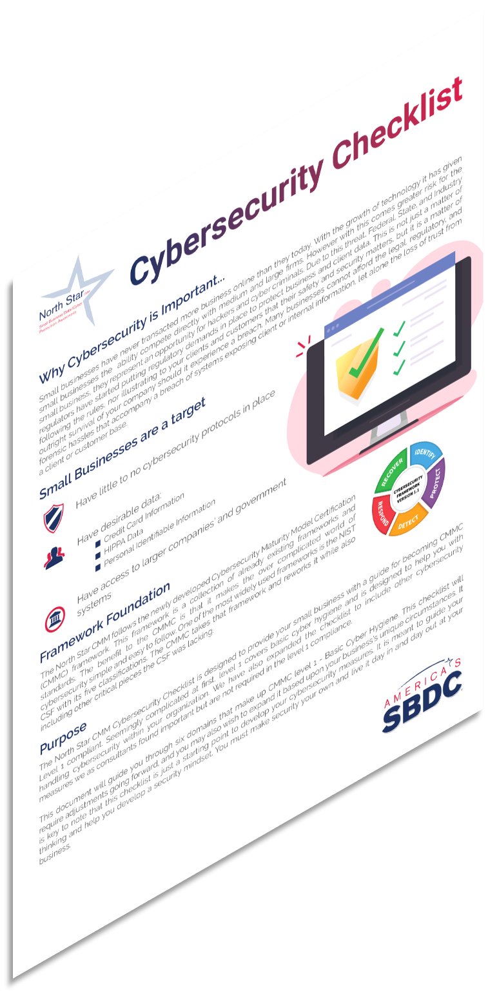 Cybersecurity Checklist
North Star CMM
Small Business Data/Cyber
Protection Awareness
Why Cybersecurity is Important...
Small businesses have never transacted more business online than they today. With the growth of technology it has given
small businesses the ability compete directly with medium and large firms. However with this comes greater risk for the
small business, they represent an opportunity for hackers and cyber criminals. Due to this threat, Federal, State, and Industry
regulators have started putting regulatory demands in place to protect business and client data. This is not just a matter of
following the rules, nor illustrating to your clients and customers that their safety and security matters, but it is a matter of
outright survival of your company should it experience a breach. Many businesses cannot afford the legal, regulatory, and
forensic hassles that accompany a breach of systems exposing client or internal information, let alone the loss of trust from
a client or customer base.
Small Businesses are a target
Have little to no cybersecurity protocols in place
Have desirable data:
Credit Card Information
HIPPA Data
Personal Identifiable Information
Have access to larger companies' and government
systems
IDENTIFY
PROTECT
DETECT
RESPOND
RECOVER
CYBERSECURITY
FRAMEWORK
VERSION 1.1
Framework Foundation
The North Star CMM follows the newly developed Cybersecurity Maturity Model Certification
(CMMC) framework. This framework is a collection of already existing frameworks and
standards. The benefit to the CMMC is that it makes the over complicated world of
cybersecurity simple and easy to follow. One of the most widely used frameworks is the NIST
CSF with its five classifications. The CMMC takes that framework and reworks it while also
including other critical pieces the CSF was lacking.
Purpose
The North Star CMM Cybersecurity Checklist is designed to provide your small business with a guide for becoming CMMC
Level 1 compliant. Seemingly complicated at first, level 1 covers basic cyber hygiene and is designed to help you with
handling cybersecurity within your organization. We have also expanded the checklist to include other cybersecurity
measures we as consultants found important but are not required in the level 1 compliance.
This document will guide you through six domains that make up CMMC level 1 - Basic Cyber Hygiene. This checklist will
require adjustments going forward, and you may also wish to expand it based upon your business's unique circumstances. It
is key to note that this checklist is just a starting point to develop your cybersecurity measures. It is meant to guide your
thinking and help you develop a security mindset. You must make security your own and live it day in and day out at your
business.
AMERICA'S
SBDC